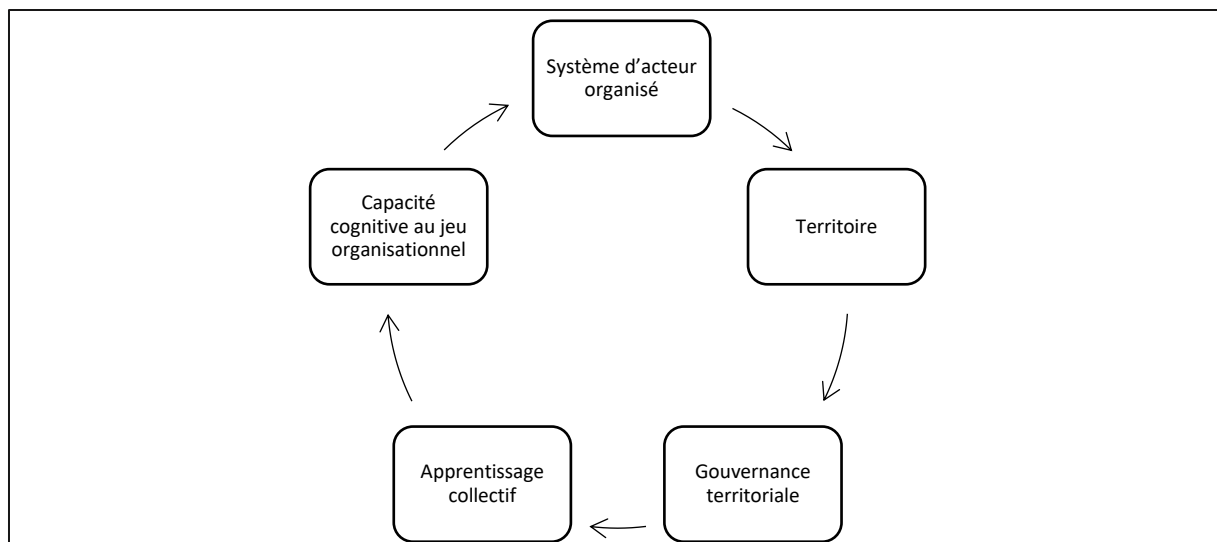 Système d’acteur
organisé
Territoire
Gouvernance
territoriale
Apprentissage
collectif
Capacité
cognitive au jeu
organisationnel